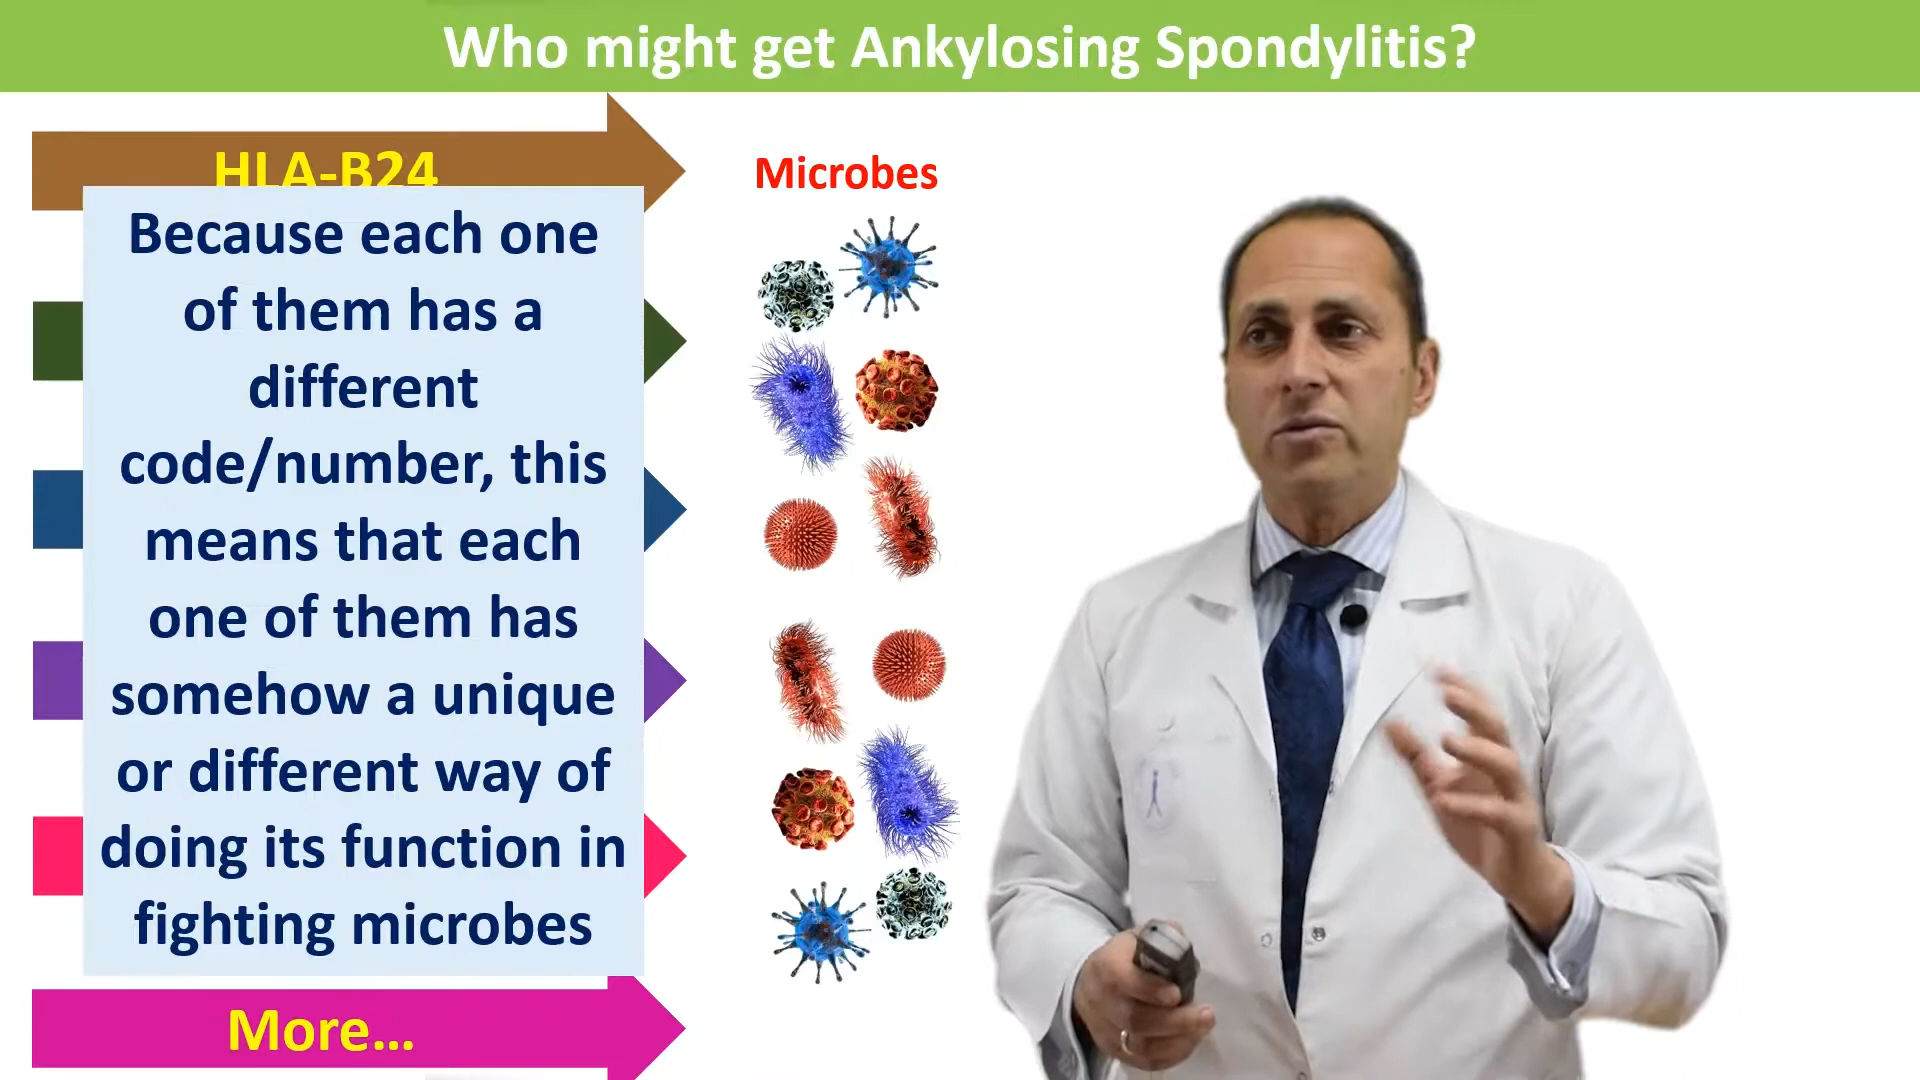 Who might get Ankylosing Spondylitis?
HLA-B24
Microbes
Because each one
of them has a
different
code/number, this
means that each
one of them has
somehow a unique
or different way of
doing its function in
fighting microbes
More...